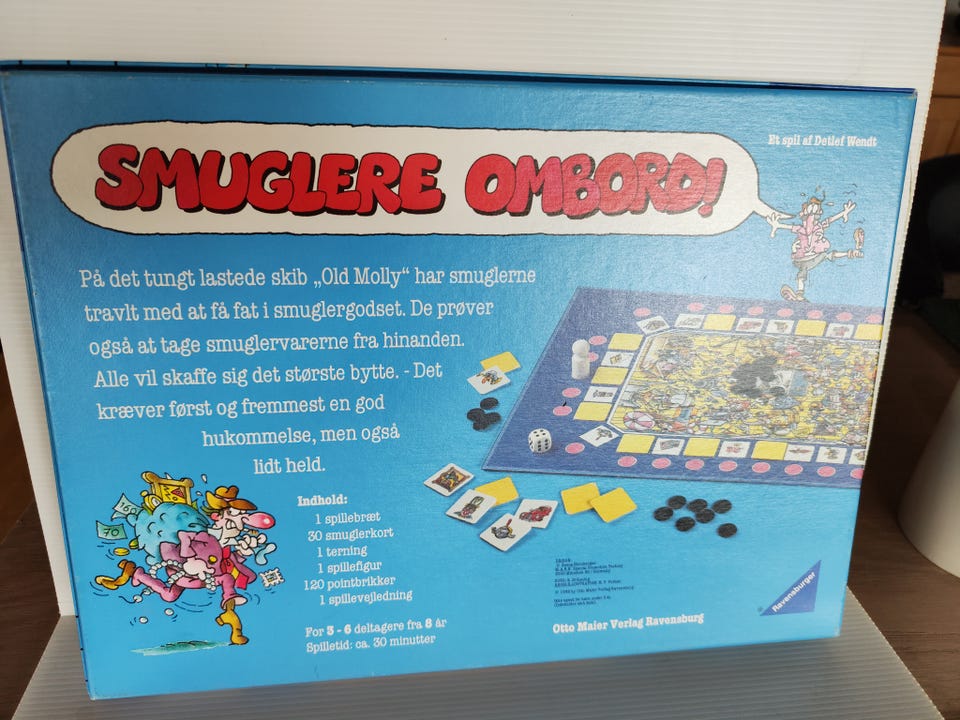 SMUGLERE OMBORD!
Et spil af Detlef Wendt
På det tungt lastede skib „Old Molly“ har smuglerne
travlt med at få fat i smuglergodset. De prøver
også at tage smuglervarerne fra hinanden.
Alle vil skaffe sig det største bytte. - Det
kræver først og fremmest en god
hukommelse, men også
lidt held.
70
Indhold:
1 spillebræt
30 smuglerkort
1 terning
1 spillefigur
120 pointbrikker
1 spillevejledning
For 3 - 6 deltagere fra 8 år
Spilletid: ca. 30 minutter
Otto Maier Verlag Ravensburg
Ravensburger